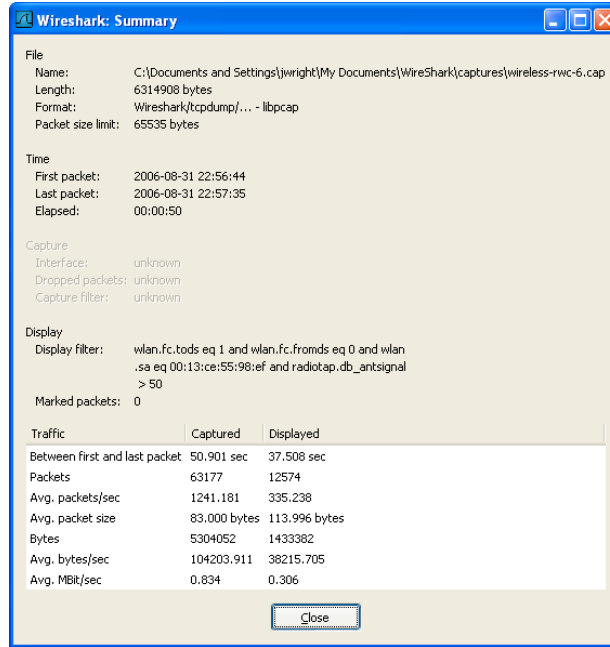 Wireshark: Summary
File
Name: C:\Documents and Settings\jwright\My Documents\WireShark\captures\wireless-rwc-6.cap
Length: 6314908 bytes
Format: Wireshark/tcpdump/... - libpcap
Packet size limit: 65535 bytes
Time
First packet: 2006-08-31 22:56:44
Last packet: 2006-08-31 22:57:35
Elapsed: 00:00:50
Capture
Interface: unknown
Dropped packets: unknown
Capture filter: unknown
Display
Display filter: wlan.fc.tods eq 1 and wlan.fc.fromds eq 0 and wlan
.sa eq 00:13:ce:55:98:ef and radiotap.db_antsignal
> 50
Marked packets: 0
Traffic Captured Displayed
Between first and last packet 50.901 sec 37.508 sec
Packets 63177 12574
Avg. packets/sec 1241.181 335.238
Avg. packet size 83.000 bytes 113.996 bytes
Bytes 5304052 1433382
Avg. bytes/sec 104203.911 38215.705
Avg. MBit/sec 0.834 0.306
Close